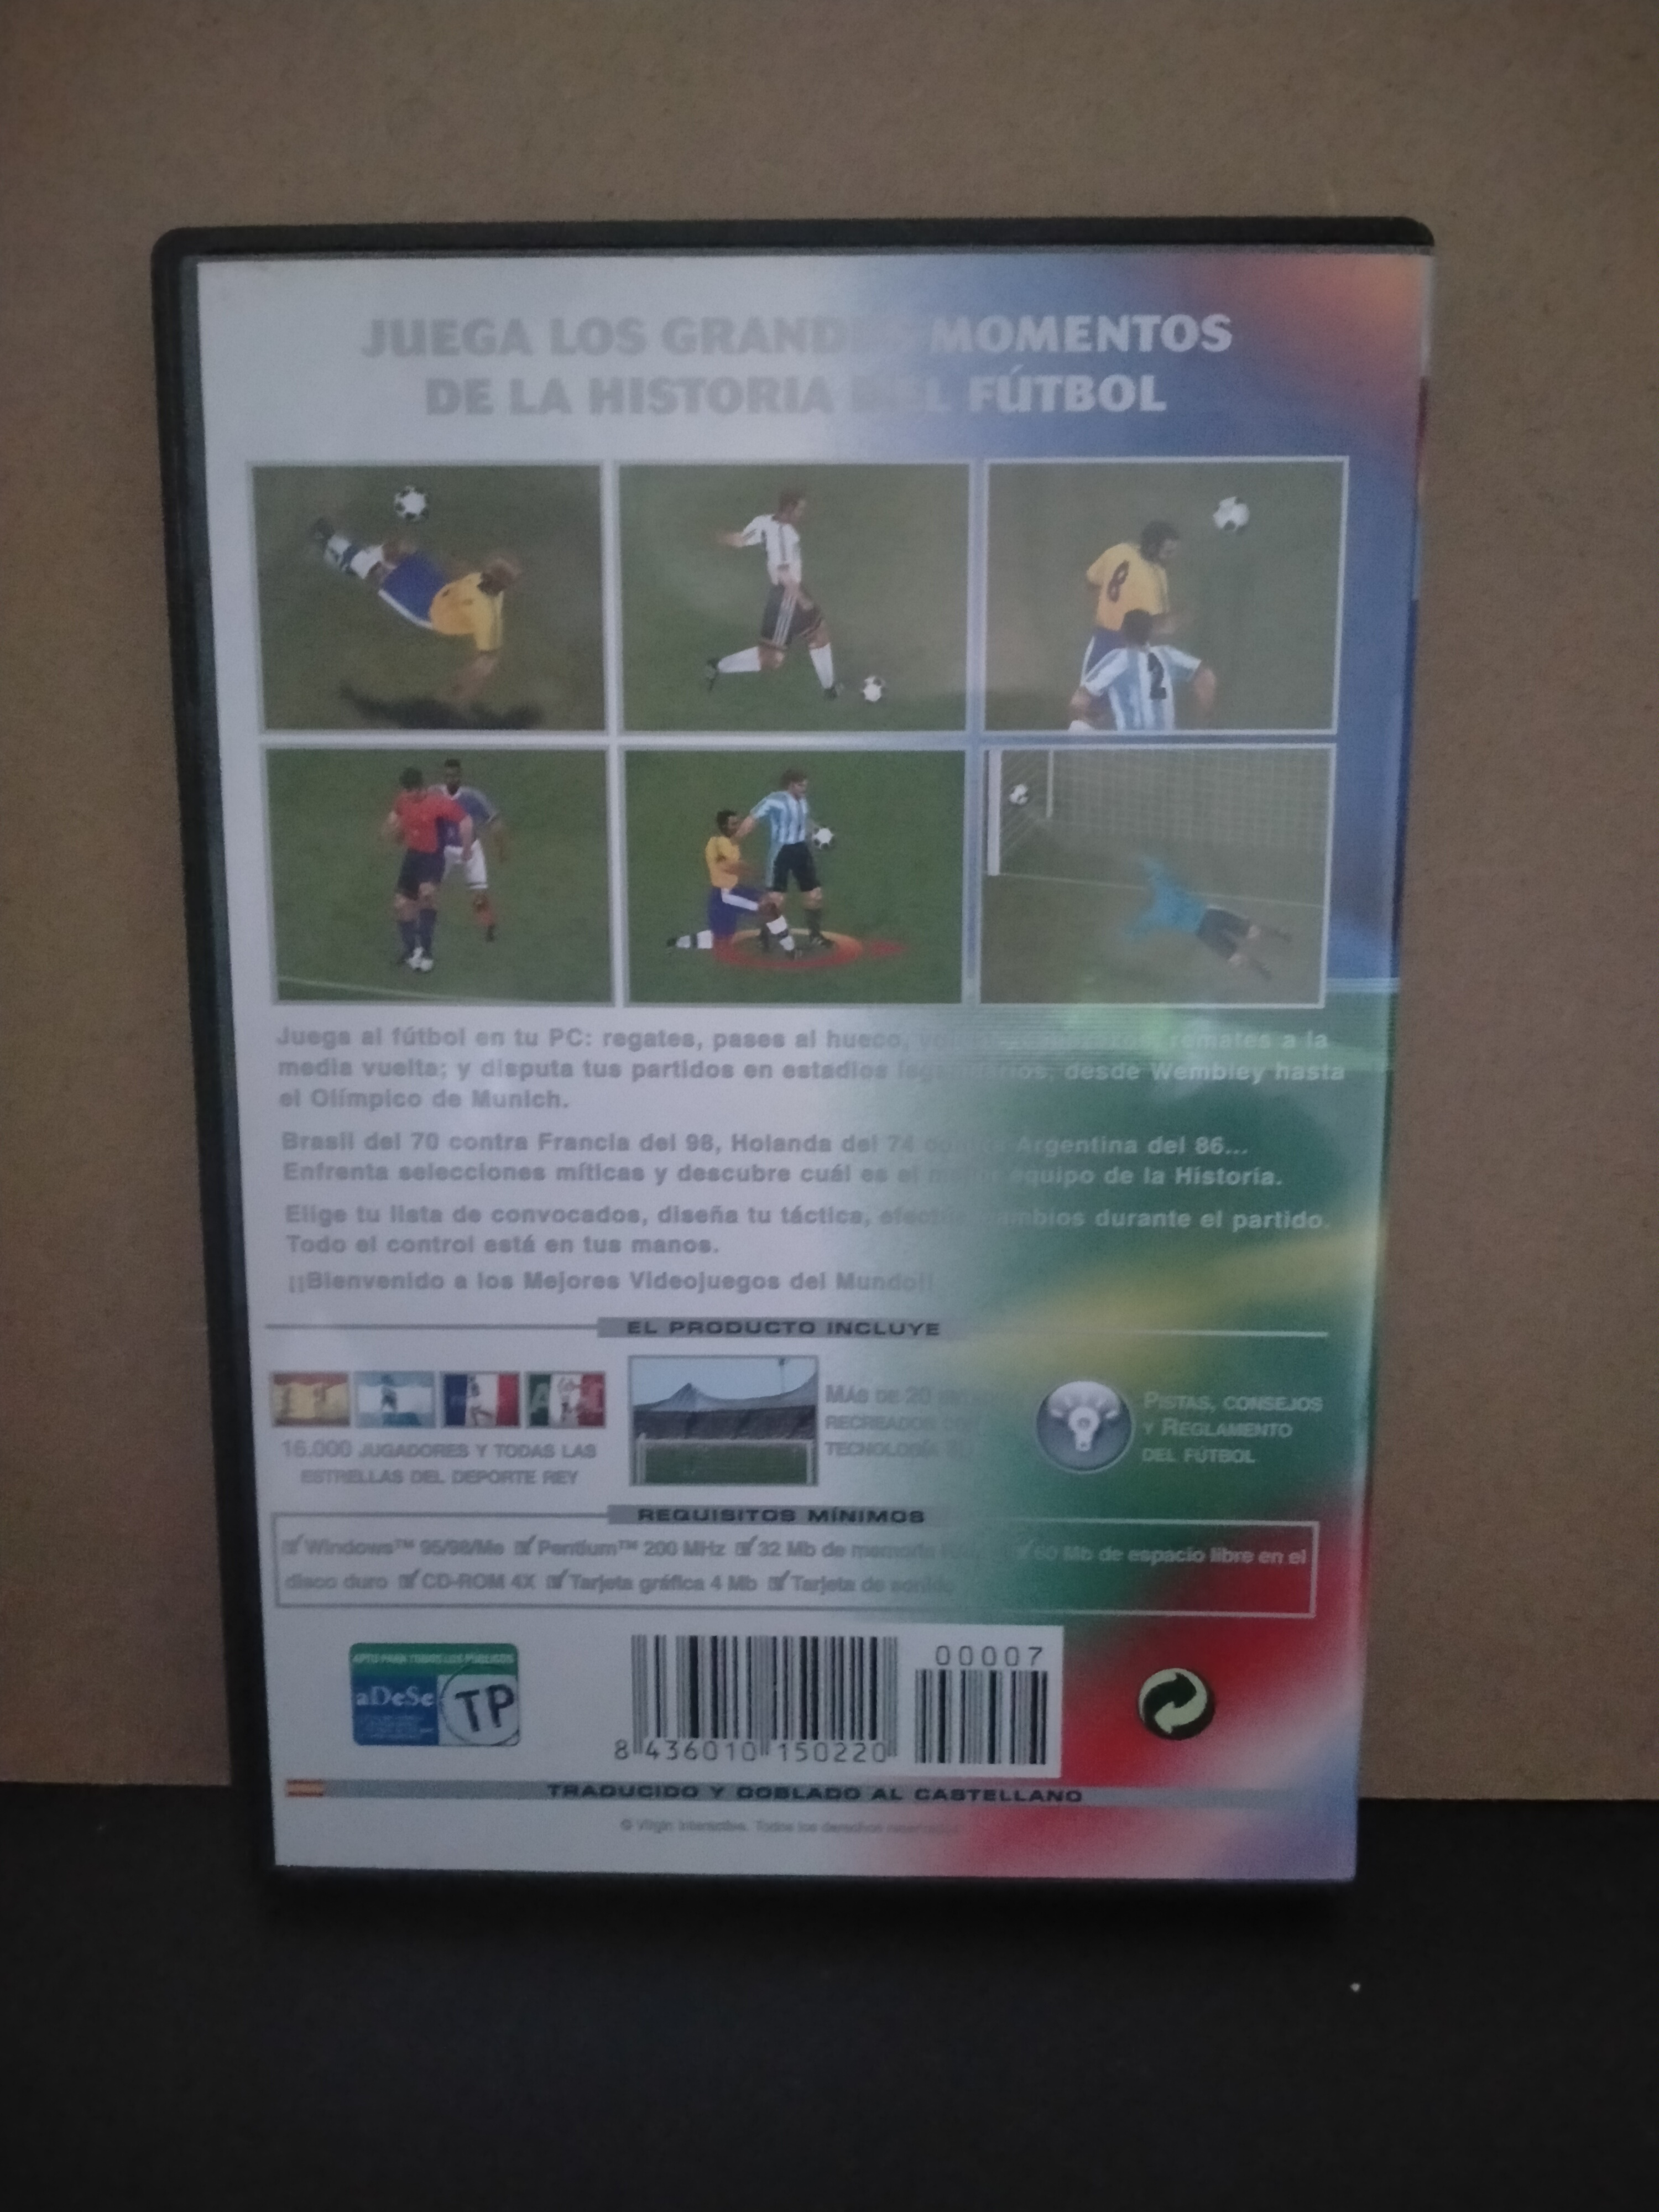 JUEGA LOS GRANDES MOMENTOS
DE LA HISTORIA DEL FÚTBOL
8
2
Juega al fútbol en tu PC: regates, pases al hueco, remates a la
media vuelta; y disputa tus partidos en estadios legendarios, desde Wembley hasta
el Olímpico de Munich.
Brasil del 70 contra Francia del 98, Holanda del 74 contra Argentina del 86...
Enfrenta selecciones míticas y descubre cuál es el mejor equipo de la Historia.
Elige tu lista de convocados, diseña tu táctica, efectúa cambios durante el partido.
Todo el control está en tus manos.
¡¡Bienvenido a los Mejores Videojuegos del Mundo!!
EL PRODUCTO INCLUYE
16.000 JUGADORES Y TODAS LAS
ESTRELLAS DEL DEPORTE REY
MÁS DE 20
RECREADOS CON
TECNOLOGÍA
PISTAS, CONSEJOS
Y REGLAMENTO
DEL FÚTBOL
REQUISITOS MÍNIMOS
Windows™ 95/98/Me Pentium™ 200 MHz 32 Mb de memoria 60 Mb de espacio libre en el
disco duro CD-ROM 4X Tarjeta gráfica 4 Mb Tarjeta de sonido
APTO PARA TODOS LOS PÚBLICOS
aDeSe
TP
00007
8 436010 150220
TRADUCIDO Y DOBLADO AL CASTELLANO
© Virgin Interactive. Todos los derechos reservados.